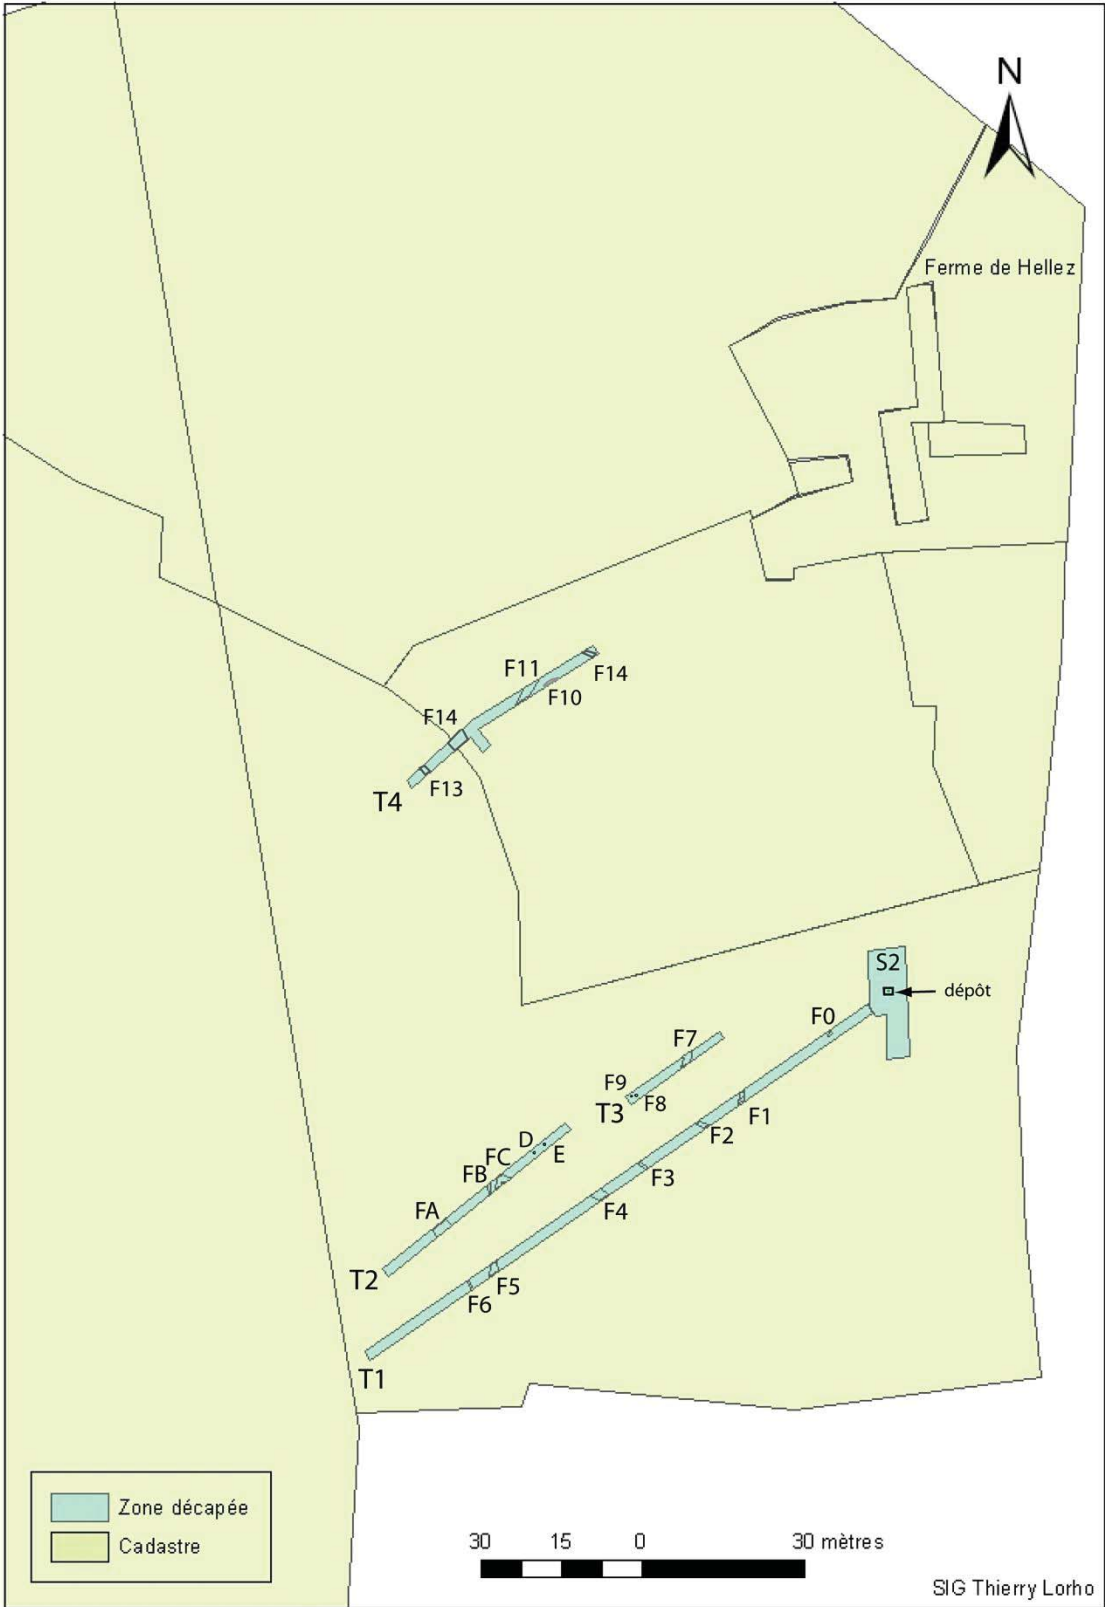 N
Ferme de Hellez
F11
F14
F10
F14
F13
T4
S2
dépôt
F0
F7
F9
F8
T3
F1
F2
D
E
FC
FB
F3
F4
FA
T2
F5
F6
T1
Zone décapée
Cadastre
30 15 0 30 mètres
SIG Thierry Lorho